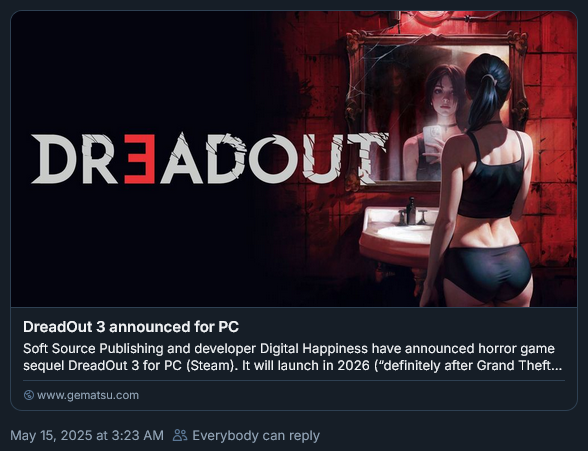 DRƎADOUT
DreadOut 3 announced for PC
Soft Source Publishing and developer Digital Happiness have announced horror game
sequel DreadOut 3 for PC (Steam). It will launch in 2026 (“definitely after Grand Theft...
www.gematsu.com
May 15, 2025 at 3:23 AM Everybody can reply